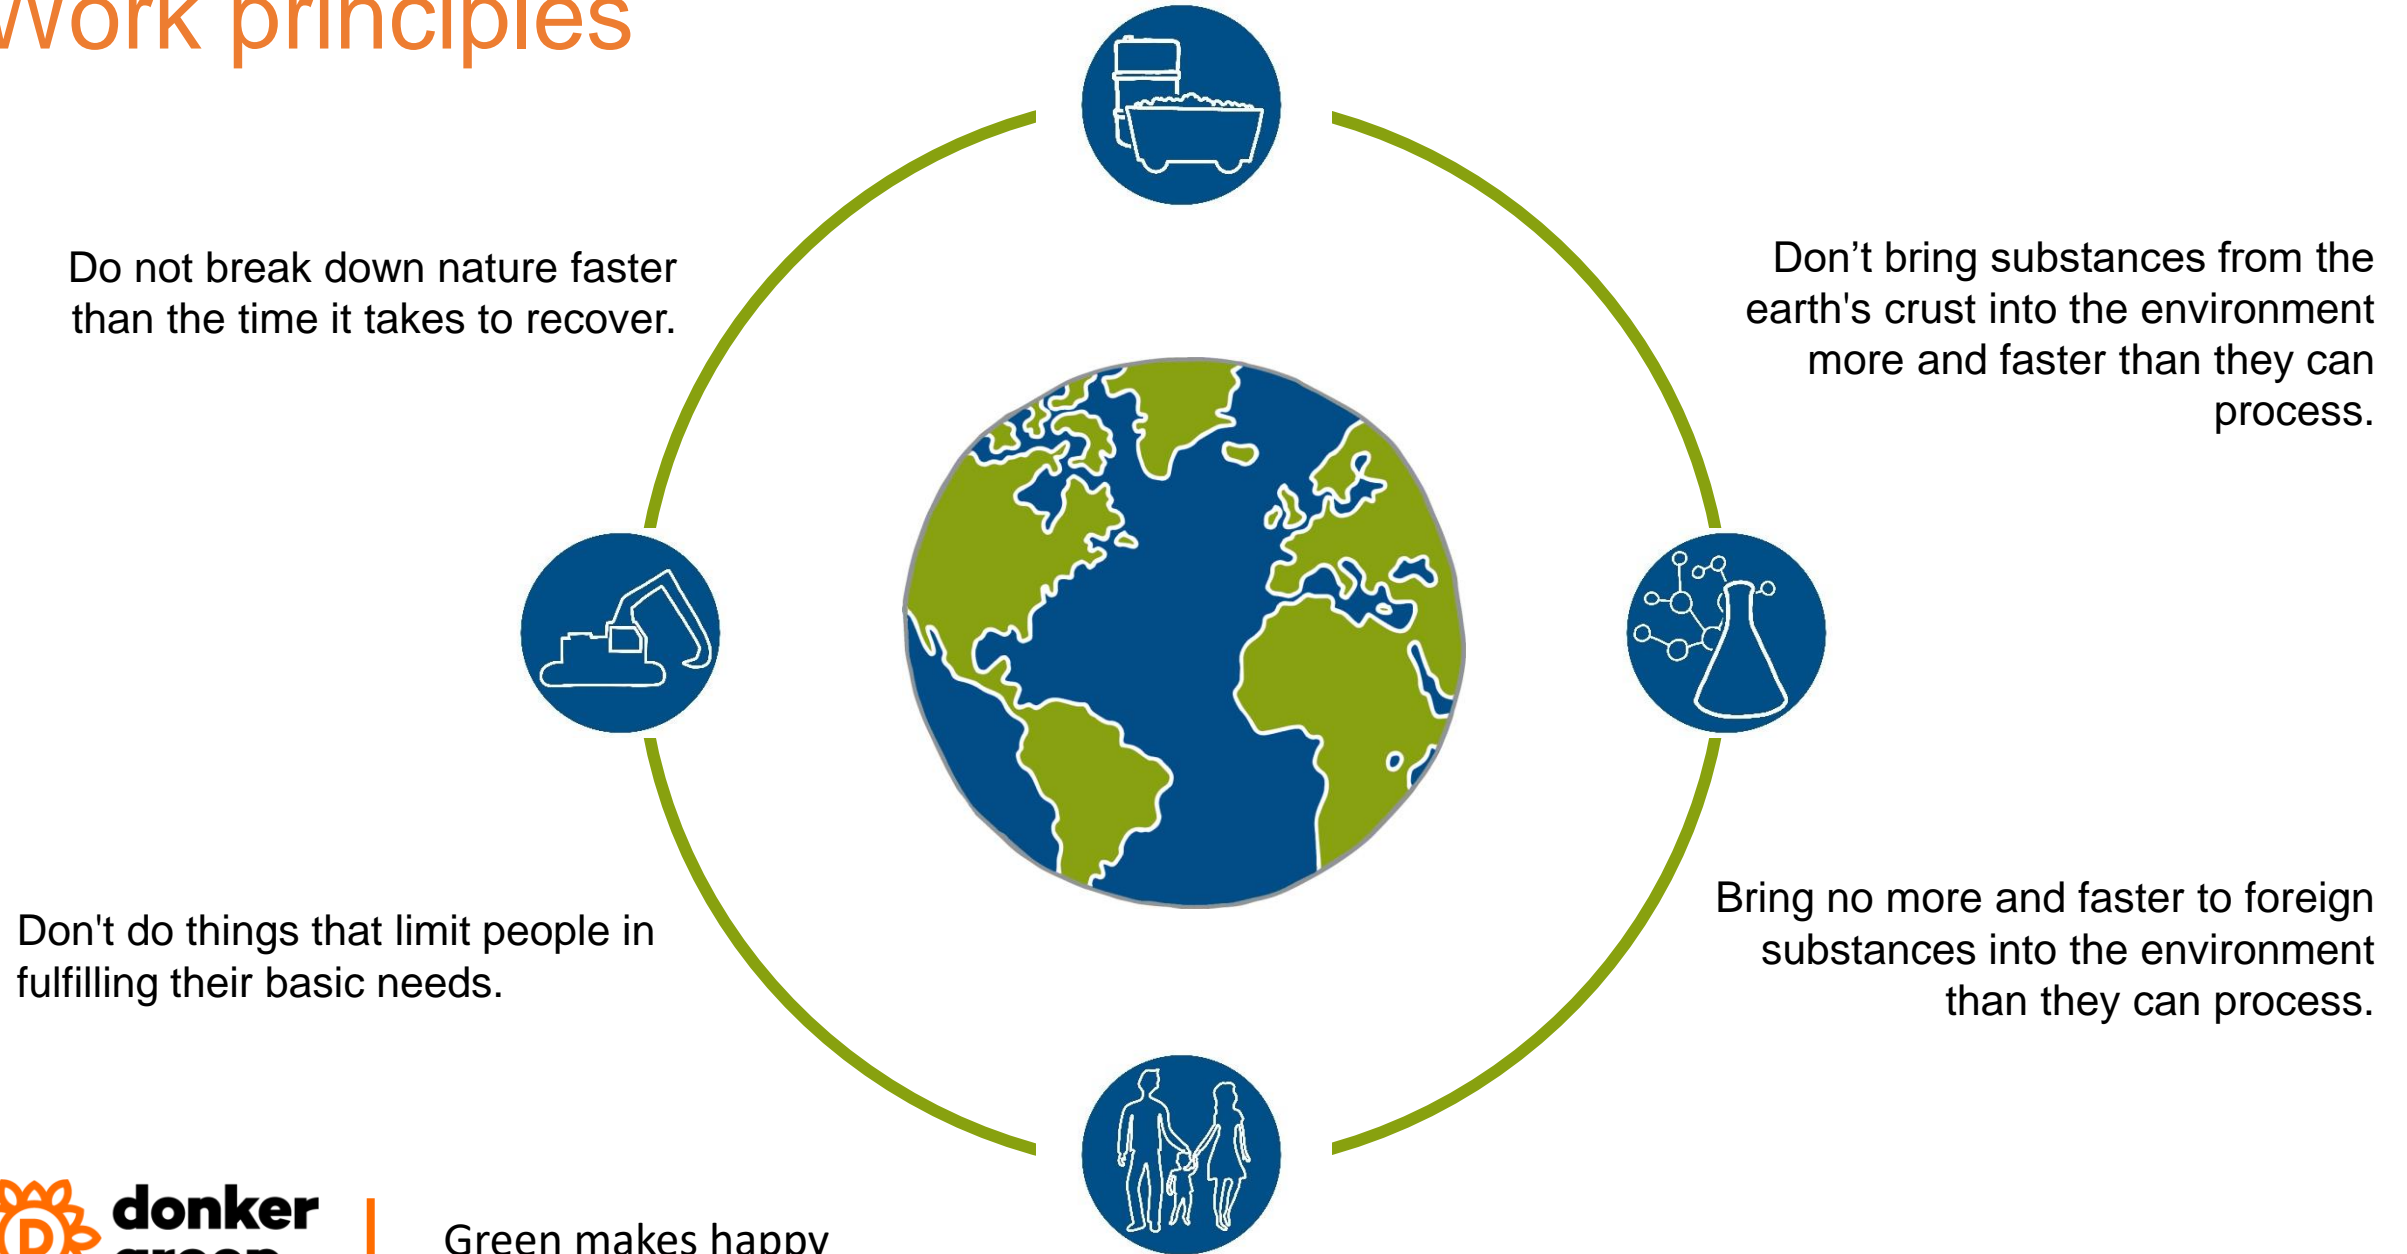 Work principles
Do not break down nature faster
than the time it takes to recover.
Don’t bring substances from the
earth's crust into the environment
more and faster than they can
process.
Don't do things that limit people in
fulfilling their basic needs.
Bring no more and faster to foreign
substances into the environment
than they can process.
D
donker
green
Green makes happy